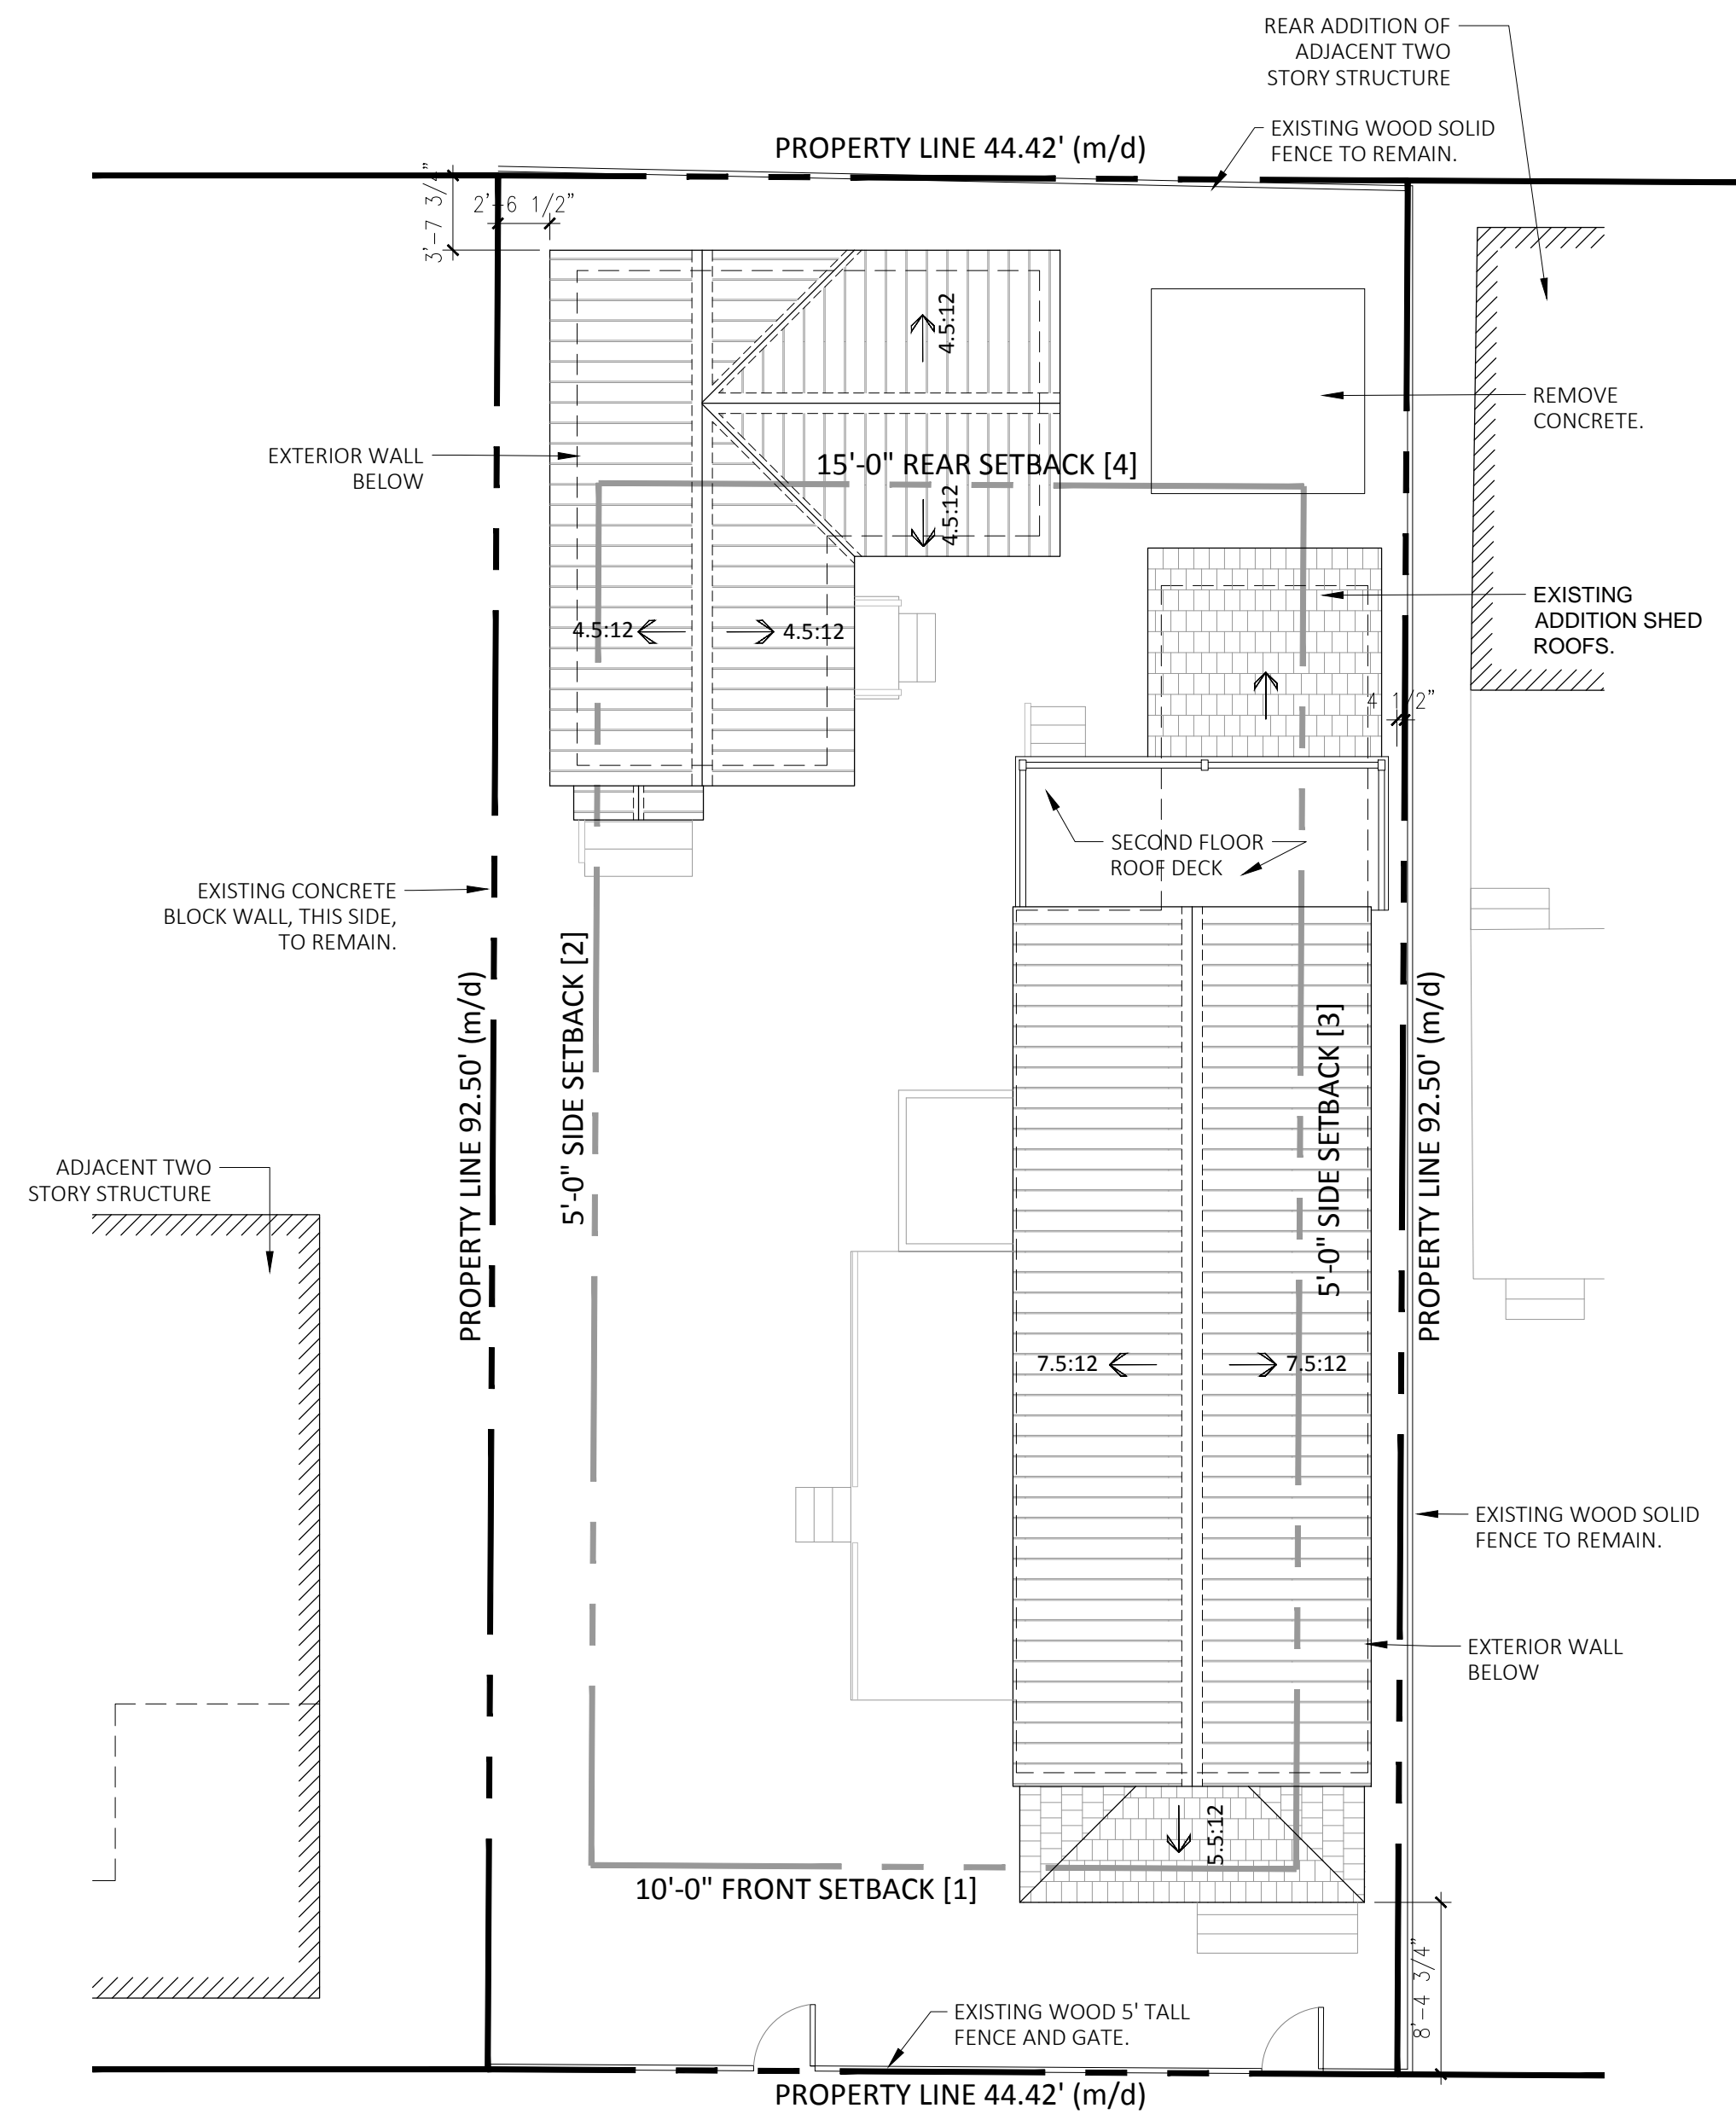 REAR ADDITION OF
ADJACENT TWO
STORY STRUCTURE
EXISTING WOOD SOLID
FENCE TO REMAIN.
PROPERTY LINE 44.42' (m/d)
3'-7 3/4"
2'-6 1/2"
4.5:12
REMOVE
CONCRETE.
EXTERIOR WALL
BELOW
15'-0" REAR SETBACK [4]
4.5:12
EXISTING
ADDITION SHED
ROOFS.
4.5:12
4.5:12
4 1/2"
SECOND FLOOR
ROOF DECK
EXISTING CONCRETE
BLOCK WALL, THIS SIDE,
TO REMAIN.
PROPERTY LINE 92.50' (m/d)
5'-0" SIDE SETBACK [2]
5'-0" SIDE SETBACK [3]
PROPERTY LINE 92.50' (m/d)
ADJACENT TWO
STORY STRUCTURE
7.5:12
7.5:12
EXISTING WOOD SOLID
FENCE TO REMAIN.
EXTERIOR WALL
BELOW
5.5:12
10'-0" FRONT SETBACK [1]
8'-4 3/4"
EXISTING WOOD 5' TALL
FENCE AND GATE.
PROPERTY LINE 44.42' (m/d)